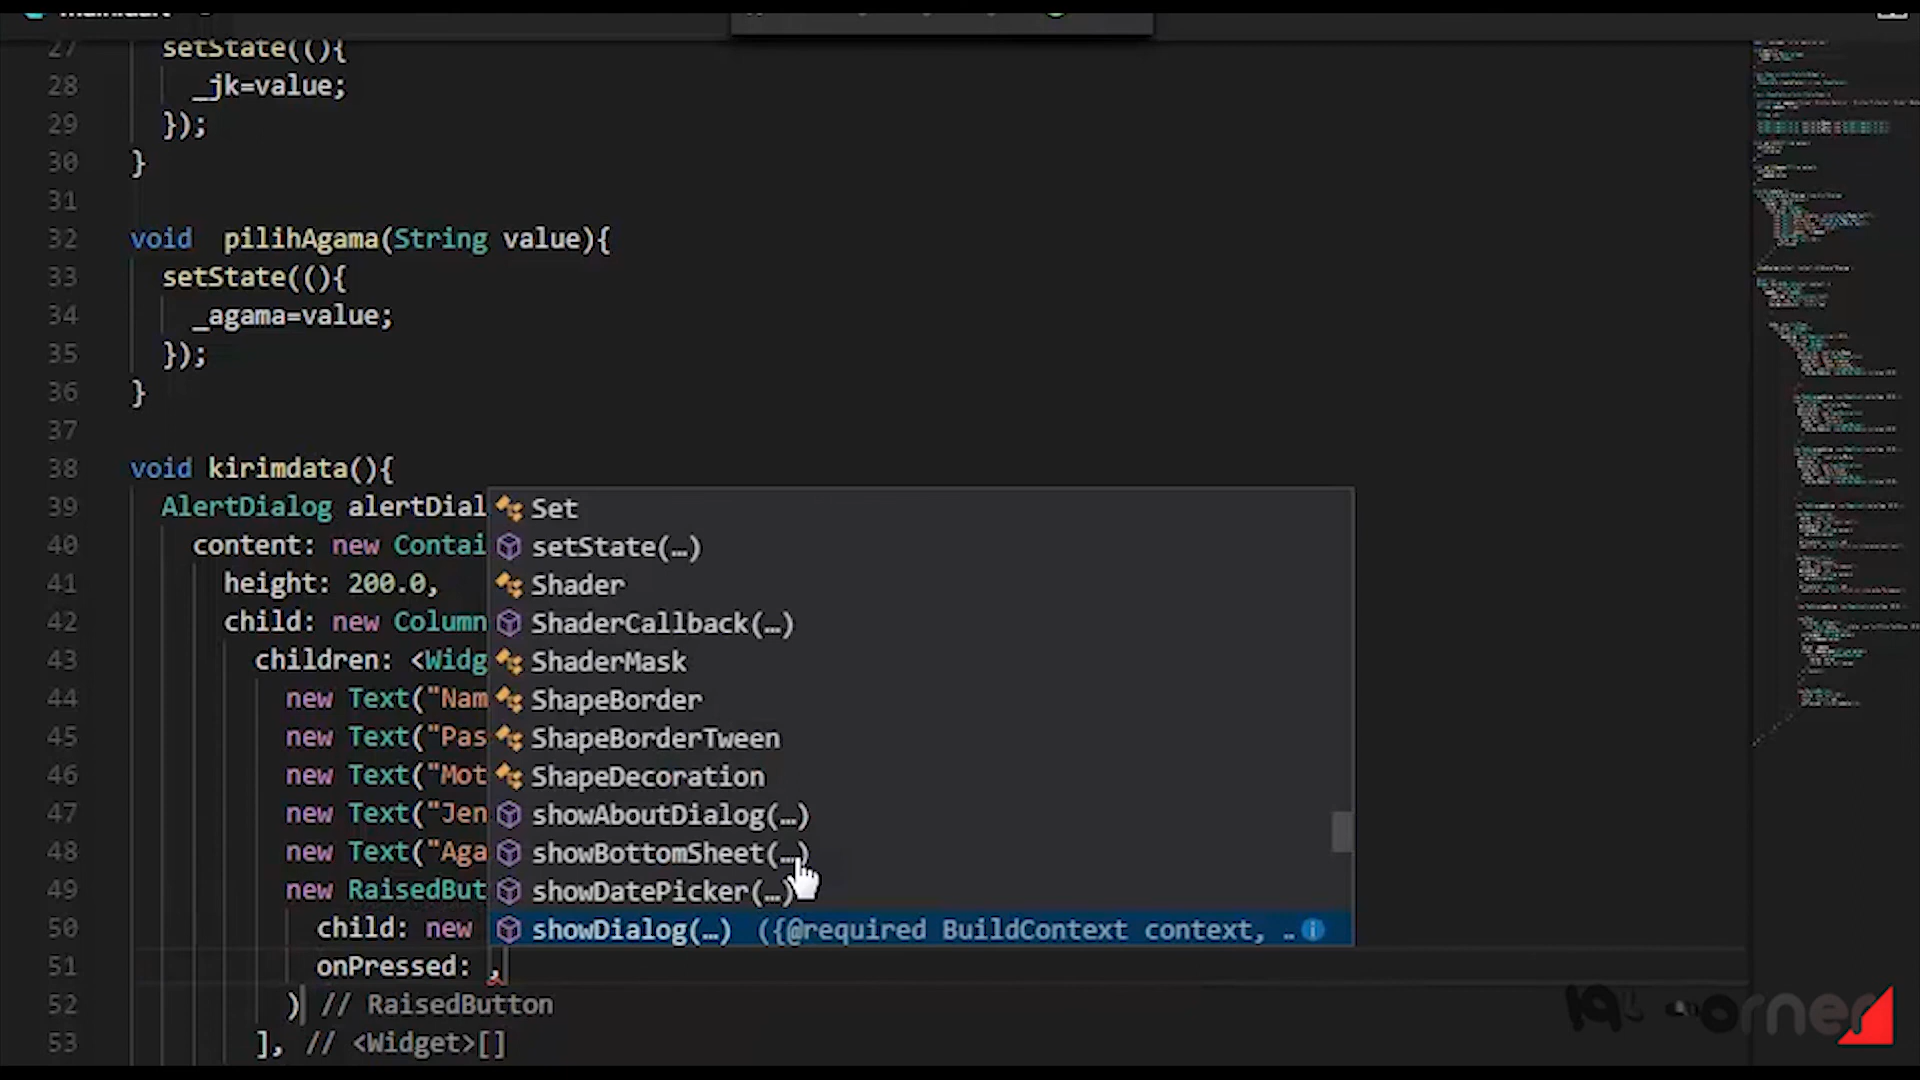 main.dart
27 setState((){
28 _jk=value;
29 });
30 }
31
32 void pilihAgama(String value){
33 setState((){
34 _agama=value;
35 });
36 }
37
38 void kirimdata(){
39 AlertDialog alertDial
40 content: new Contai
41 height: 200.0,
42 child: new Column
43 children: <Widg
44 new Text("Nam
45 new Text("Pas
46 new Text("Mot
47 new Text("Jen
48 new Text("Aga
49 new RaisedBut
50 child: new
51 onPressed: ,
52 ) // RaisedButton
53 ], // <Widget>[]
Set
setState(…)
Shader
ShaderCallback(…)
ShaderMask
ShapeBorder
ShapeBorderTween
ShapeDecoration
showAboutDialog(…)
showBottomSheet(…)
showDatePicker(…)
showDialog(…) ({@required BuildContext context, ..